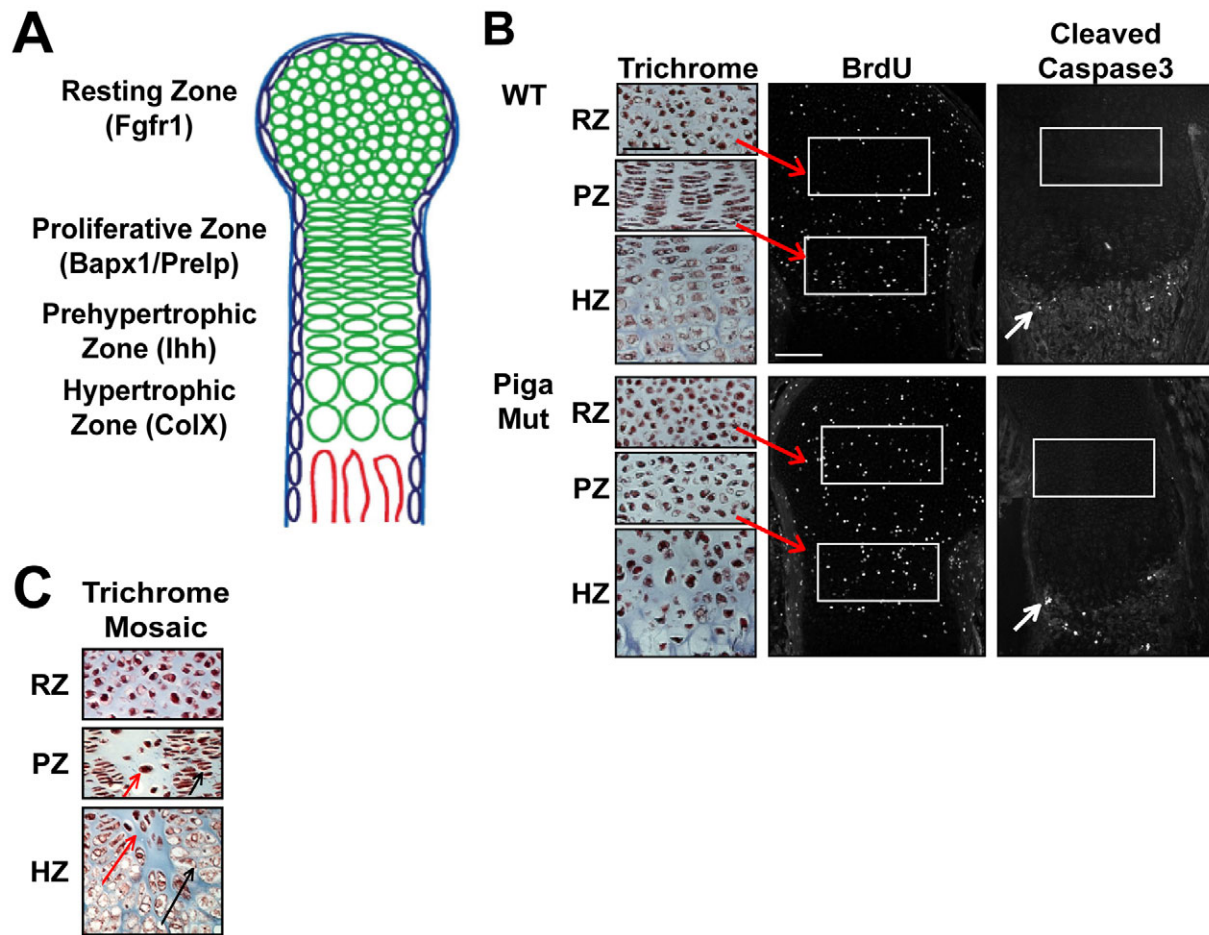 A
Resting Zone
(Fgfr1)
Proliferative Zone
(Bapx1/Prelp)
Prehypertrophic
Zone (Ihh)
Hypertrophic
Zone (ColX)
B
Trichrome
BrdU
Cleaved
Caspase3
WT
RZ
PZ
HZ
Piga
Mut
RZ
PZ
HZ
C
Trichrome
Mosaic
RZ
PZ
HZ